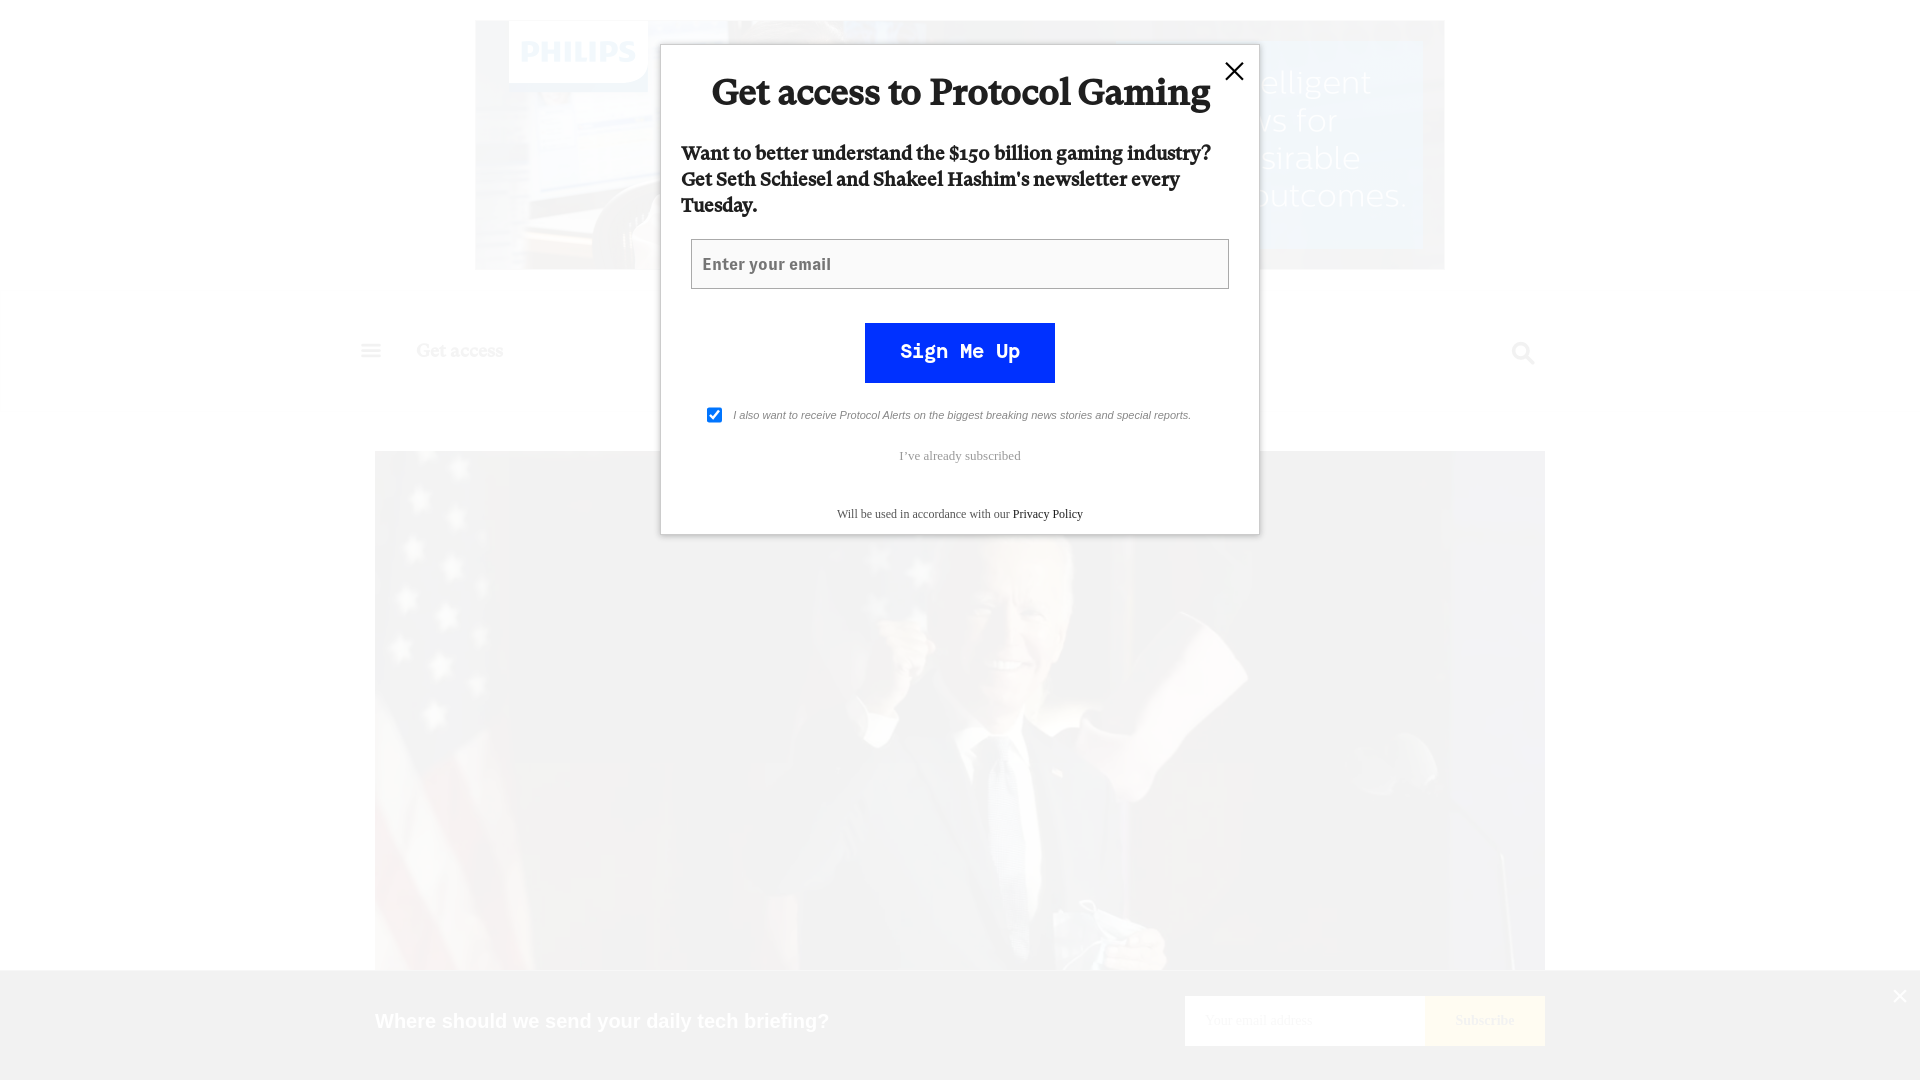 PHILIPS
elligent
vs for
sirable
outcomes.
Get access to Protocol Gaming
Want to better understand the $150 billion gaming industry?
Get Seth Schiesel and Shakeel Hashim's newsletter every
Tuesday.
Enter your email
Sign Me Up
I also want to receive Protocol Alerts on the biggest breaking news stories and special reports.
I’ve already subscribed
Will be used in accordance with our Privacy Policy
Get access
Where should we send your daily tech briefing?
Your email address
Subscribe